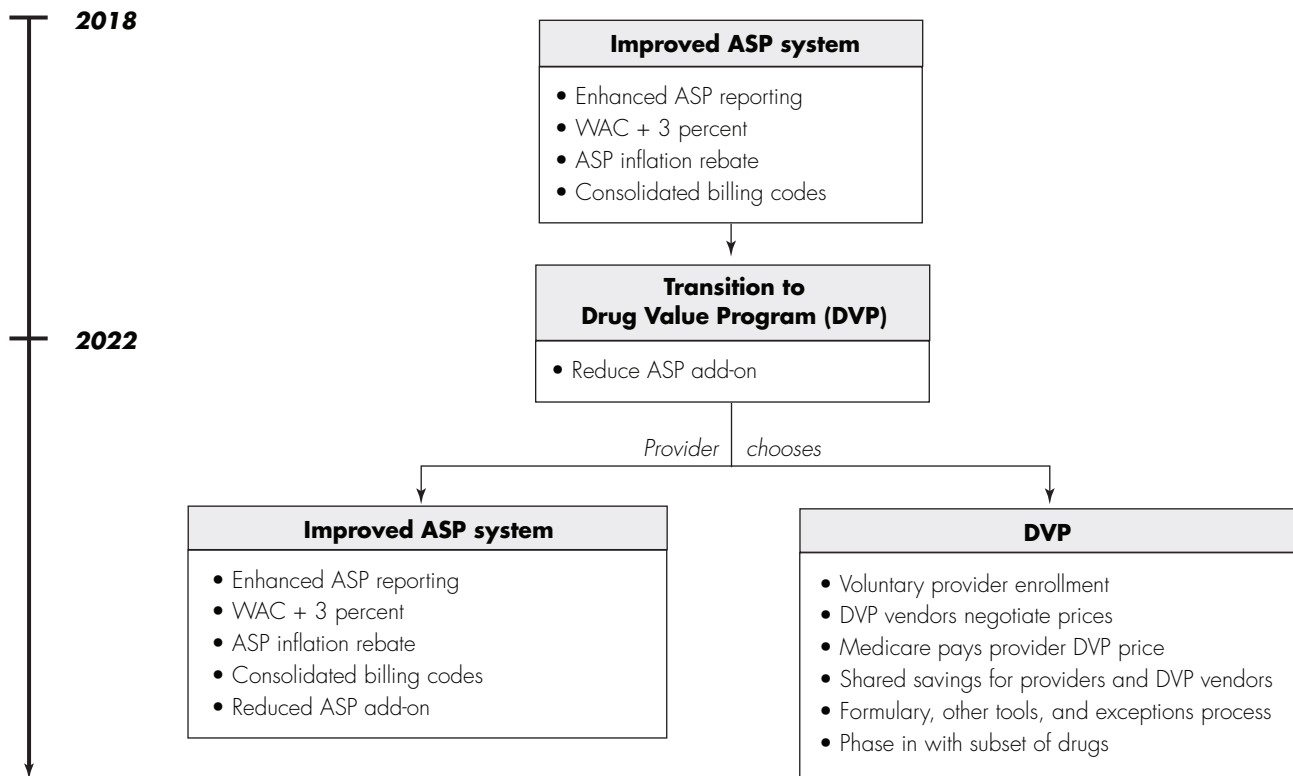 2018
Improved ASP system
• Enhanced ASP reporting
• WAC + 3 percent
• ASP inflation rebate
• Consolidated billing codes
Transition to
Drug Value Program (DVP)
2022
• Reduce ASP add-on
Provider chooses
Improved ASP system
• Enhanced ASP reporting
• WAC + 3 percent
• ASP inflation rebate
• Consolidated billing codes
• Reduced ASP add-on
DVP
• Voluntary provider enrollment
• DVP vendors negotiate prices
• Medicare pays provider DVP price
• Shared savings for providers and DVP vendors
• Formulary, other tools, and exceptions process
• Phase in with subset of drugs